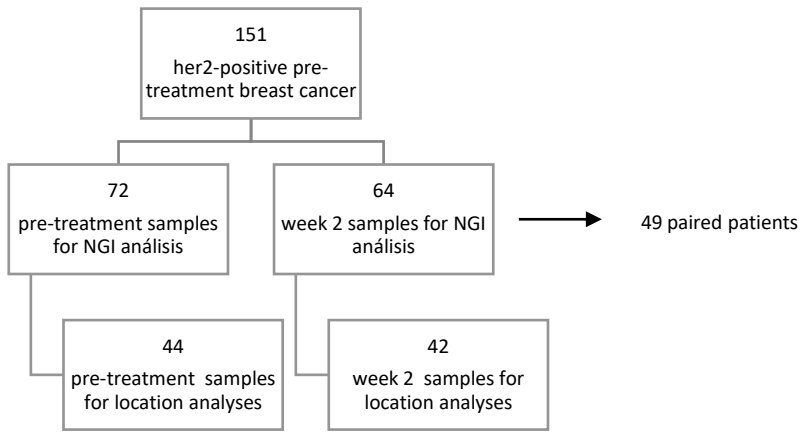 151
her2-positive pre-
treatment breast cancer
72
pre-treatment samples
for NGI análisis
64
week 2 samples for NGI
análisis
49 paired patients
44
pre-treatment samples
for location analyses
42
week 2 samples for
location analyses